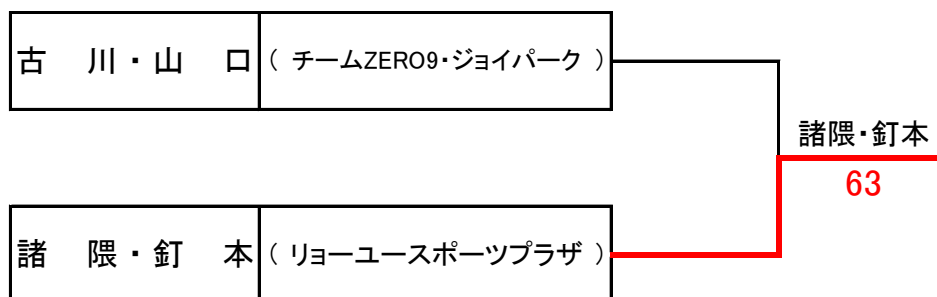 古 川・山 口 ( チームZERO9・ジョイパーク )
諸隈・釘本
63
諸 隈・釘 本 ( リョーユースポーツプラザ )